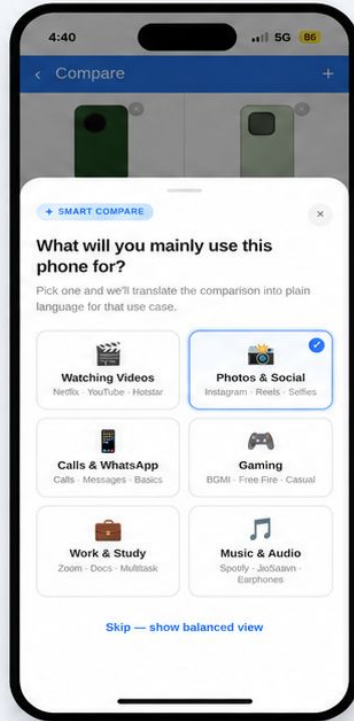 4:40
5G 86
Compare
SMART COMPARE
What will you mainly use this
phone for?
Pick one and we'll translate the comparison into plain
language for that use case.
Watching Videos
Netflix · YouTube · Hotstar
Photos & Social
Instagram · Reels · Selfies
Calls & WhatsApp
Calls · Messages · Basics
Gaming
BGMI · Free Fire · Casual
Work & Study
Zoom · Docs · Multitask
Music & Audio
Spotify · JioSaavn ·
Earphones
Skip — show balanced view